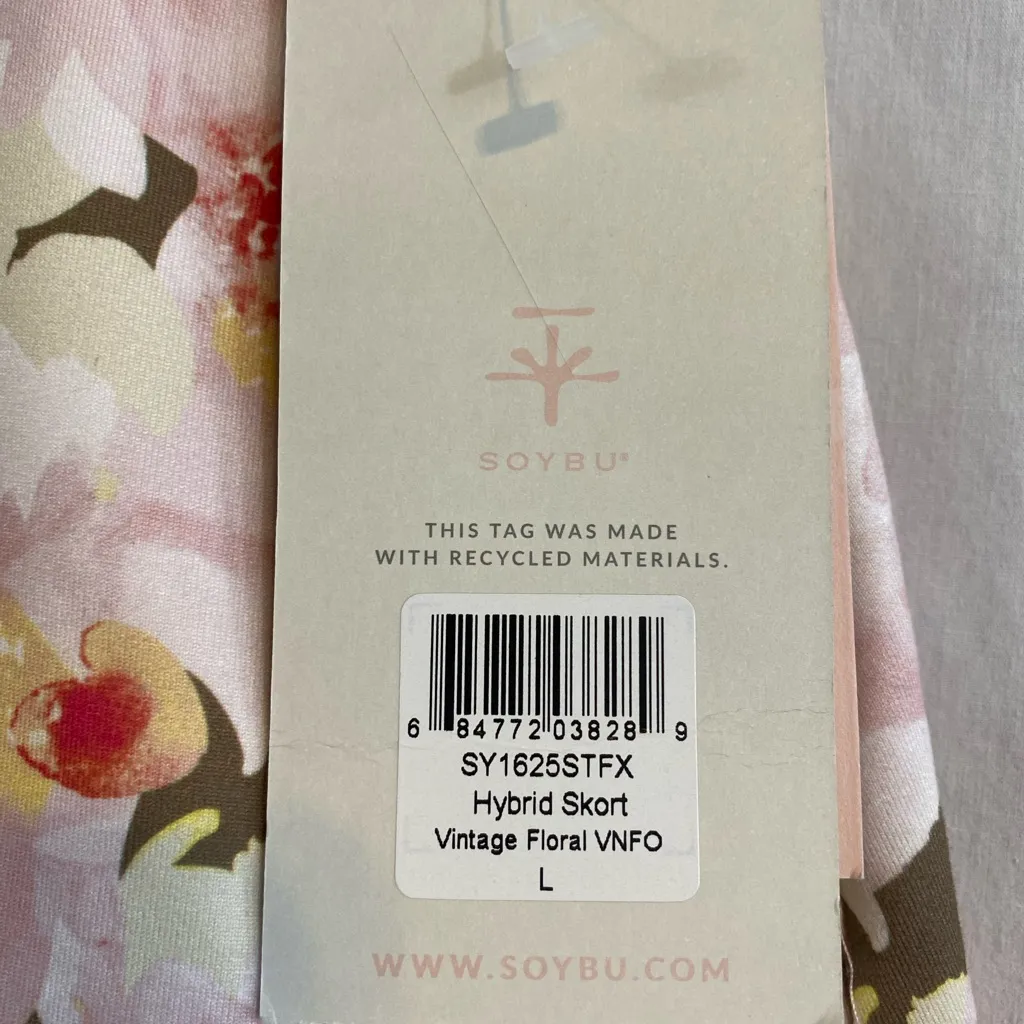 SOYBU®
THIS TAG WAS MADE
WITH RECYCLED MATERIALS.
6 84772 03828 9
SY1625STFX
Hybrid Skort
Vintage Floral VNFO
L
WWW.SOYBU.COM